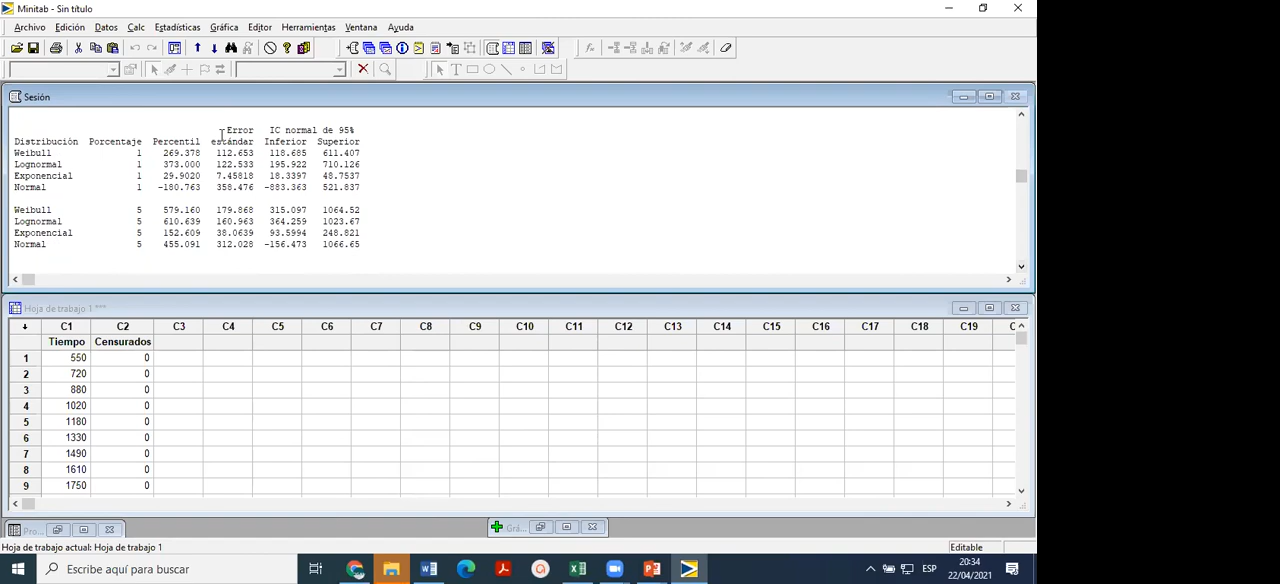 Minitab - Sin título
Archivo Edición Datos Calc Estadísticas Gráfica Editor Herramientas Ventana Ayuda
Sesión
Error IC normal de 95%
Distribución Porcentaje Percentil estándar Inferior Superior
Weibull 1 269.378 112.653 118.685 611.407
Lognormal 1 373.000 122.533 195.922 710.126
Exponencial 1 29.9020 7.45818 18.3397 48.7537
Normal 1 -180.763 358.476 -883.363 521.837
Weibull 5 579.160 179.868 315.097 1064.52
Lognormal 5 610.639 160.963 364.259 1023.67
Exponencial 5 152.609 38.0639 93.5994 248.821
Normal 5 455.091 312.028 -156.473 1066.65
Hoja de trabajo 1 ***
C1 C2 C3 C4 C5 C6 C7 C8 C9 C10 C11 C12 C13 C14 C15 C16 C17 C18 C19 C
Tiempo Censurados
1 550 0
2 720 0
3 880 0
4 1020 0
5 1180 0
6 1330 0
7 1490 0
8 1610 0
9 1750 0
Pro... Grá...
Hoja de trabajo actual: Hoja de trabajo 1 Editable
Escribe aquí para buscar
ESP
20:34
22/04/2021